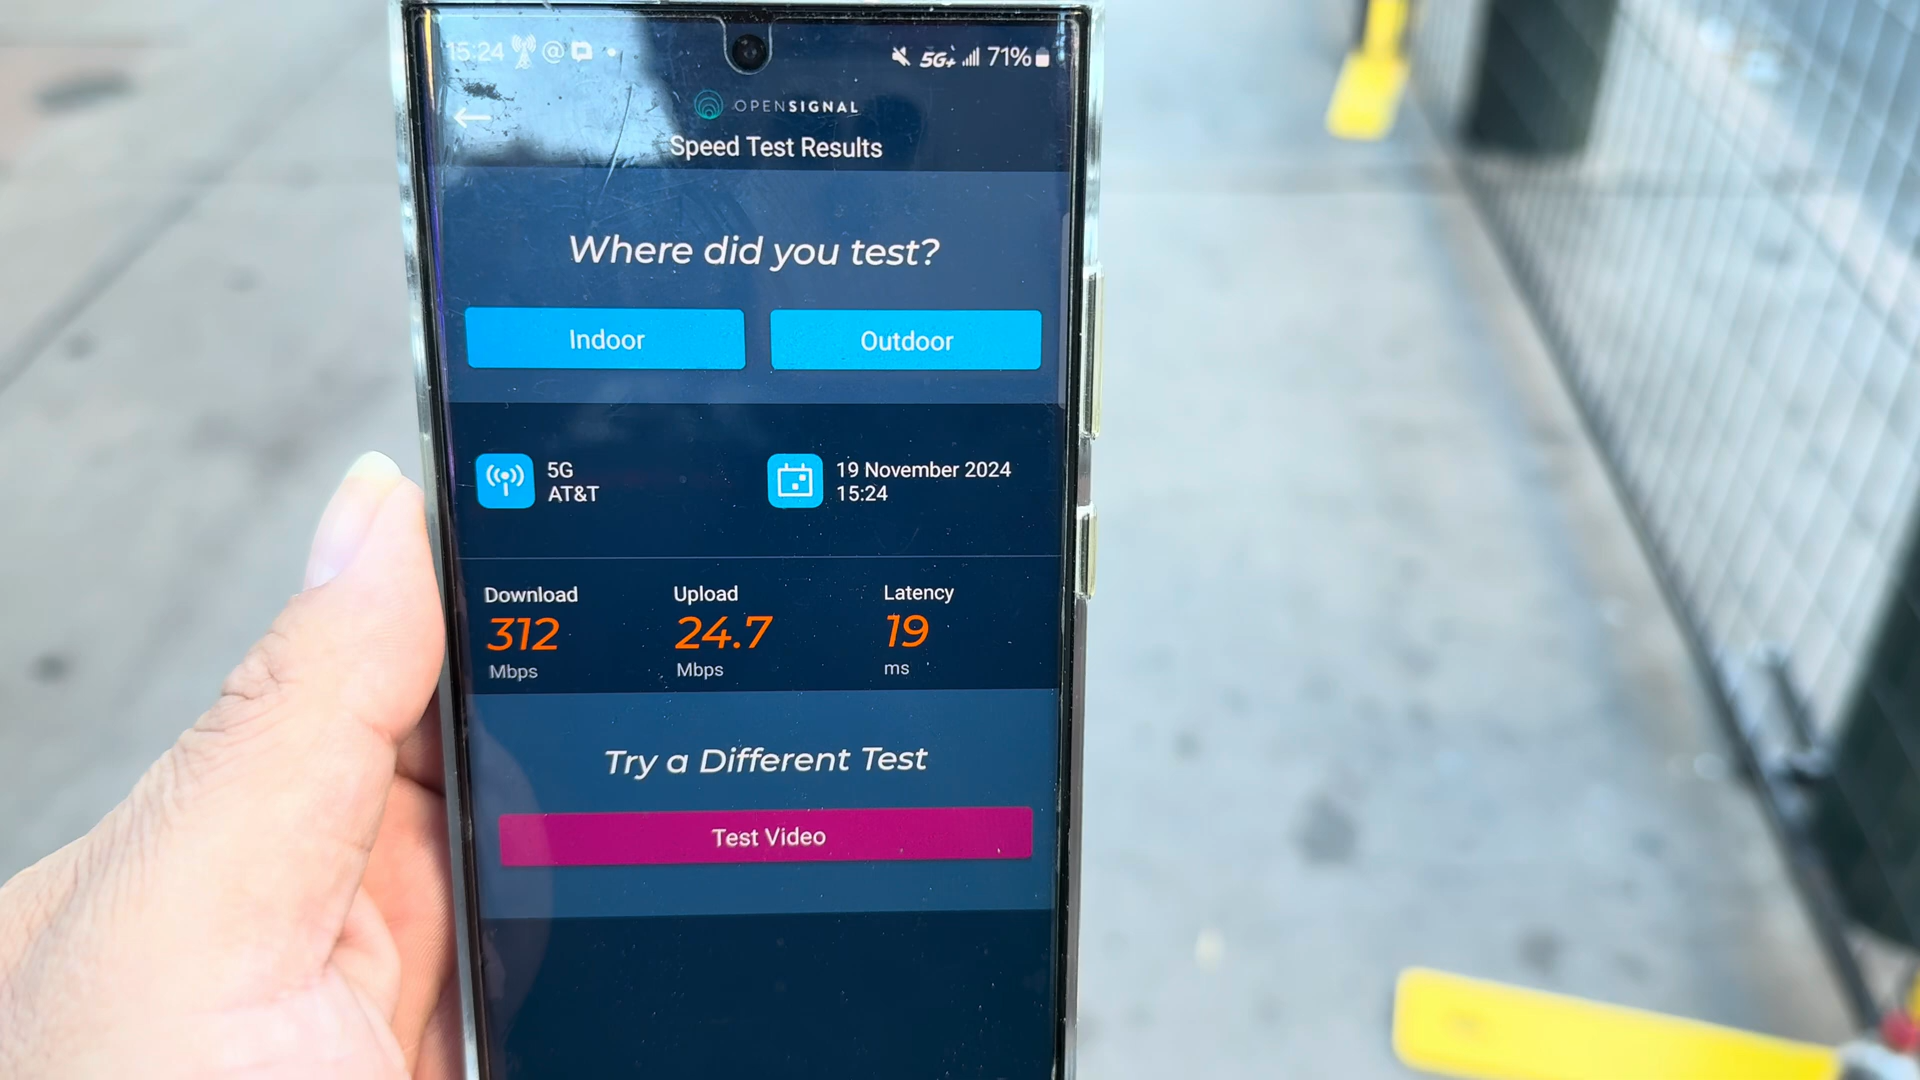 15:24 @ 5G+ 71%
OPENSIGNAL
Speed Test Results
Where did you test?
Indoor Outdoor
5G 19 November 2024
AT&T 15:24
Download Upload Latency
312 24.7 19
Mbps Mbps ms
Try a Different Test
Test Video